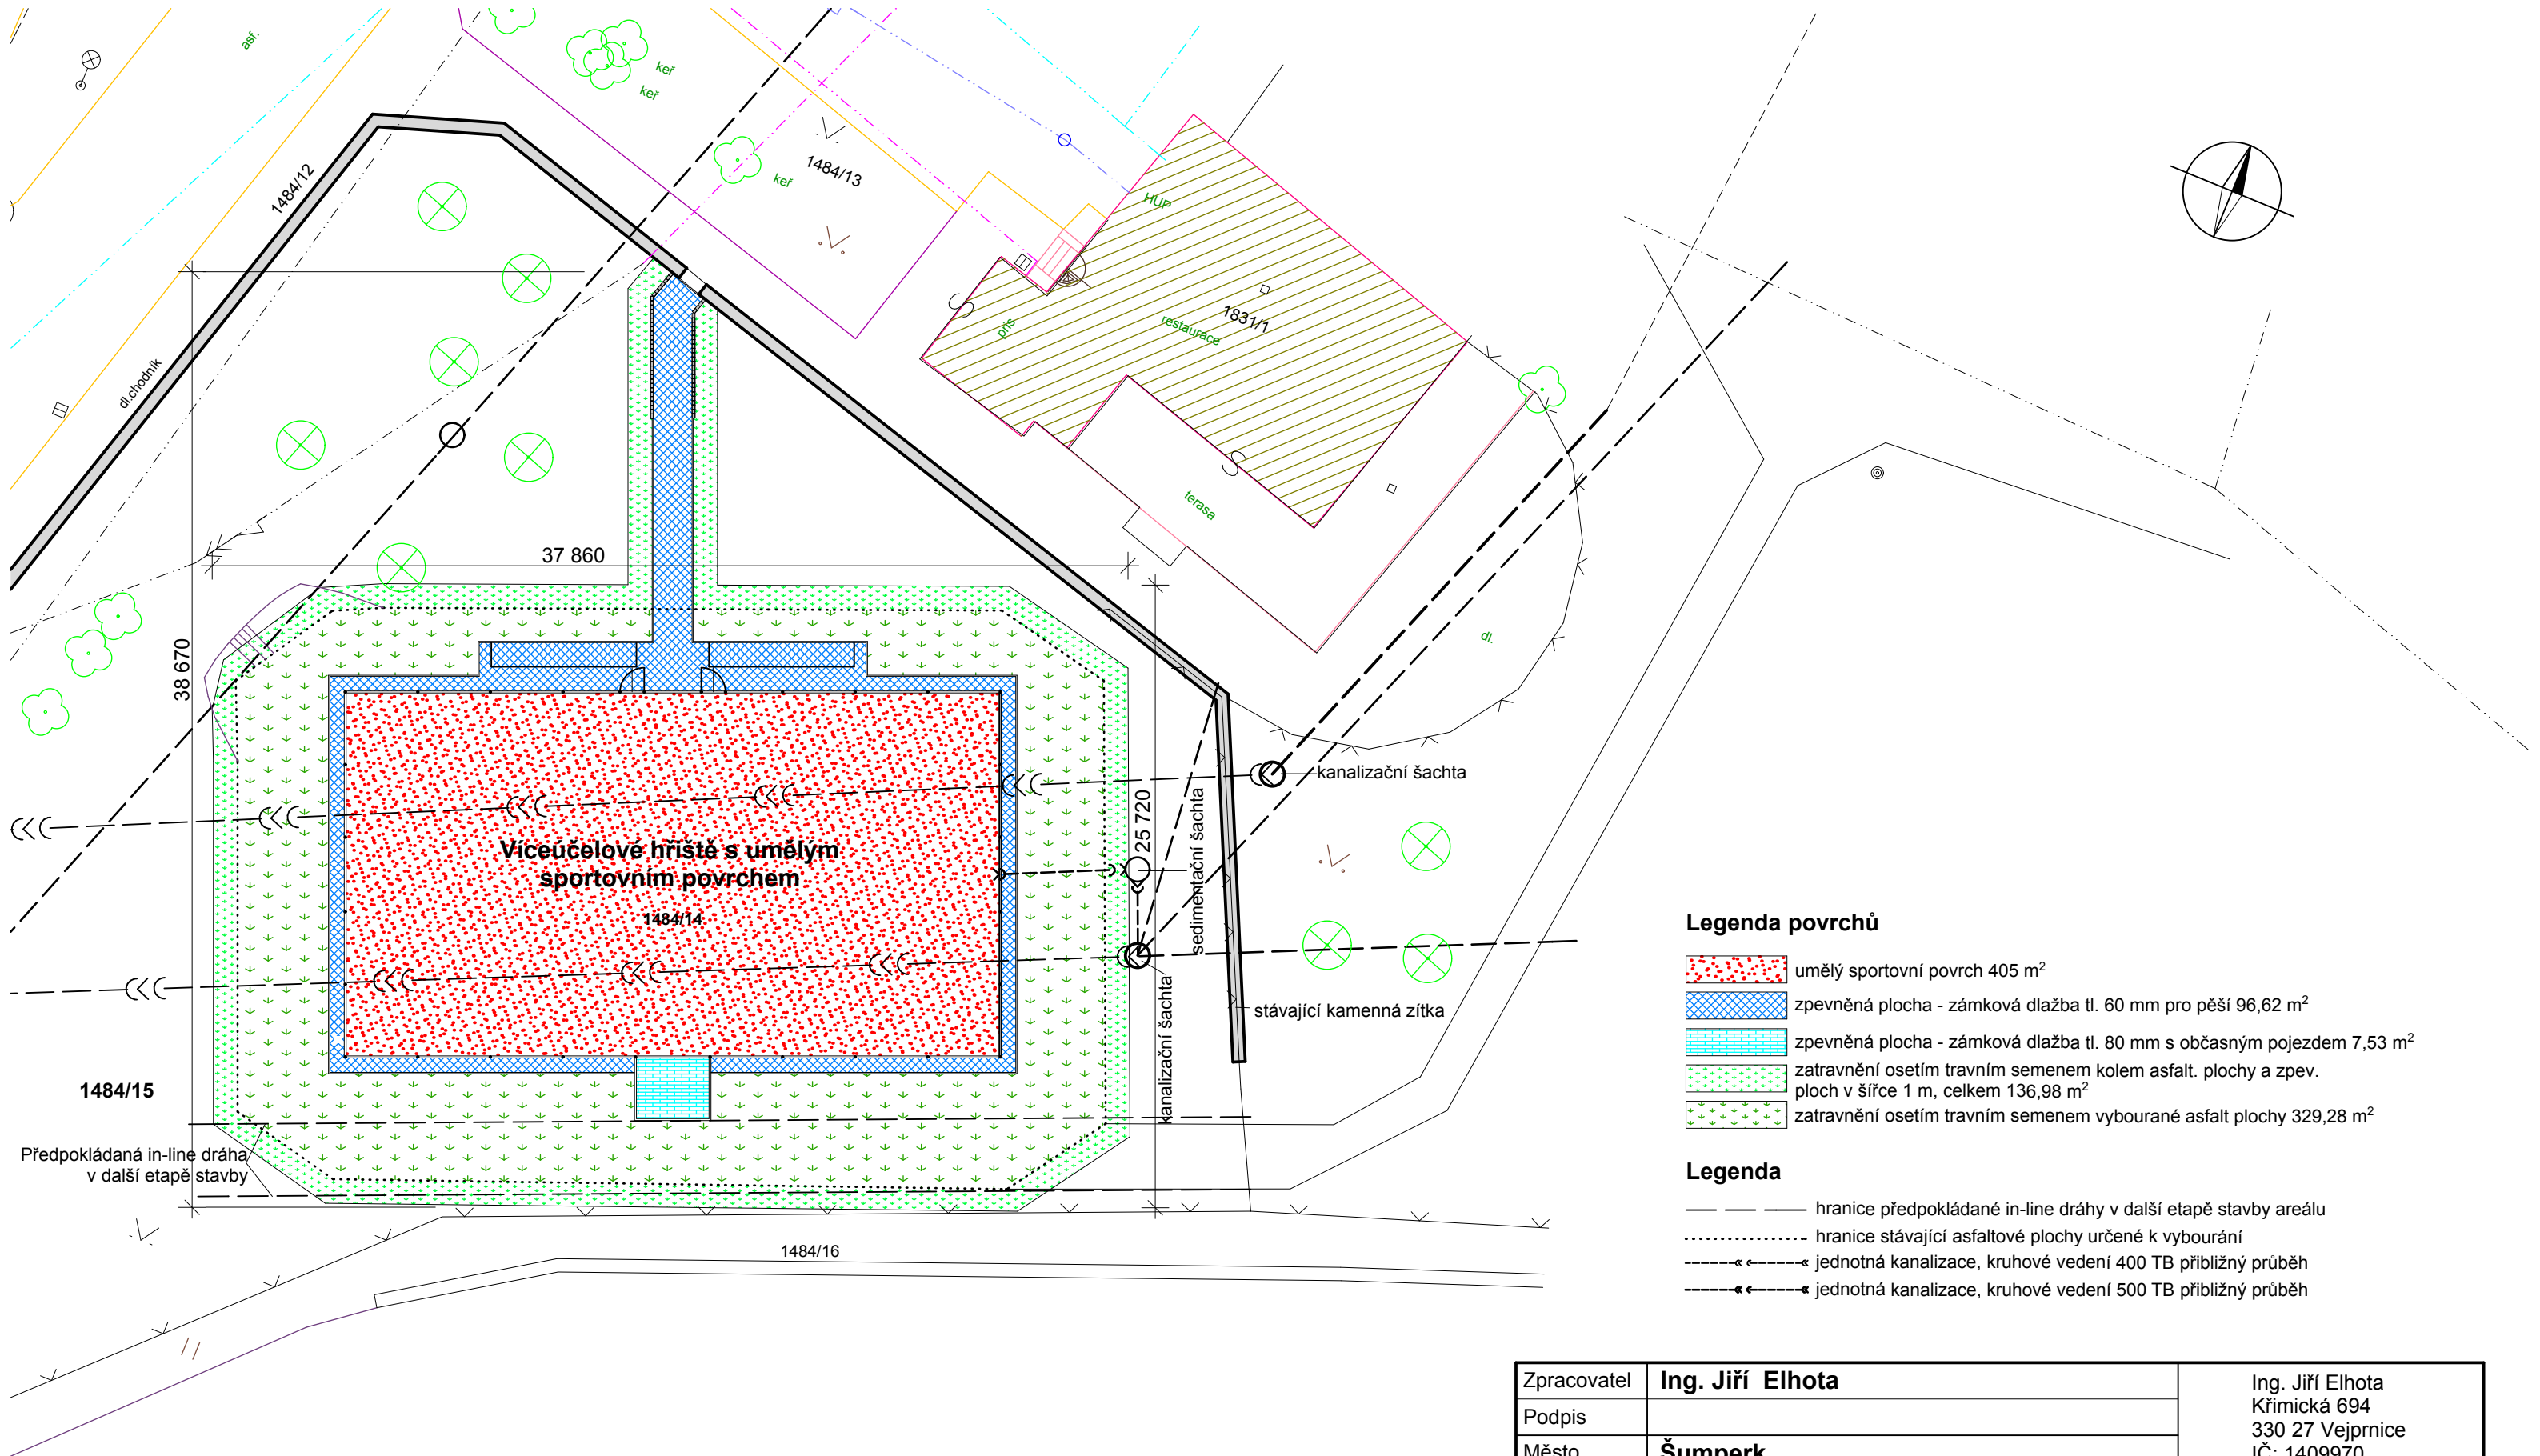 asf.
keř
keř
keř
1484/12
1484/13
HUP
1831/1
restaurace
přís
dl.chodník
terasa
37 860
38 670
dl.
kanalizační šachta
25 720
sedimentační šachta
Víceúčelové hřiště s umělým
sportovním povrchem
1484/14
kanalizační šachta
stávající kamenná zítka
1484/15
Předpokládaná in-line dráha
v další etapě stavby
1484/16
Legenda povrchů
umělý sportovní povrch 405 m²
zpevněná plocha - zámková dlažba tl. 60 mm pro pěší 96,62 m²
zpevněná plocha - zámková dlažba tl. 80 mm s občasným pojezdem 7,53 m²
zatravnění osetím travním semenem kolem asfalt. plochy a zpev.
ploch v šířce 1 m, celkem 136,98 m²
zatravnění osetím travním semenem vybourané asfalt plochy 329,28 m²
Legenda
hranice předpokládané in-line dráhy v další etapě stavby areálu
hranice stávající asfaltové plochy určené k vybourání
jednotná kanalizace, kruhové vedení 400 TB přibližný průběh
jednotná kanalizace, kruhové vedení 500 TB přibližný průběh
Zpracovatel Ing. Jiří Elhota
Podpis
Město Šumperk
Ing. Jiří Elhota
Křimická 694
330 27 Vejprnice
IČ: 1409970